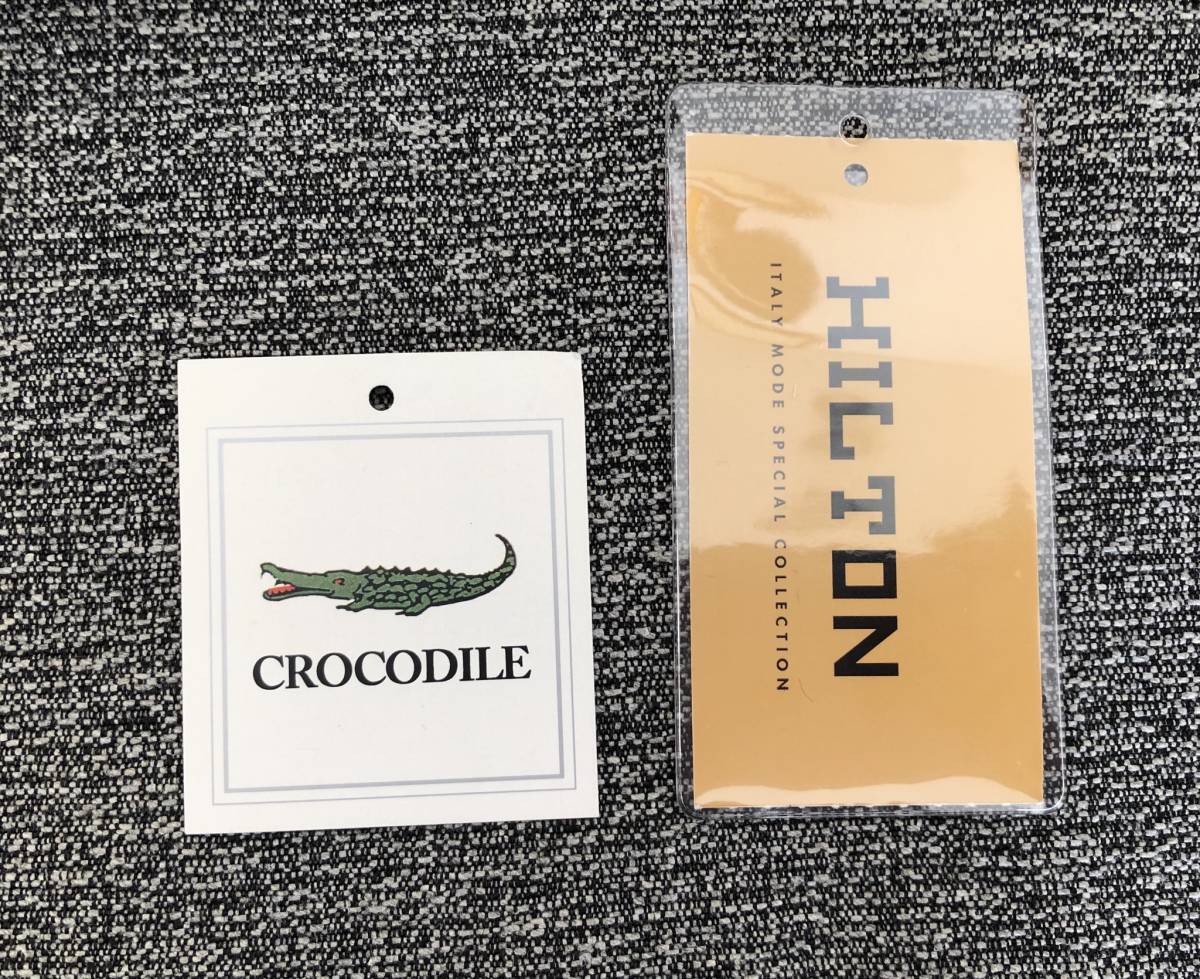 CROCODILE
HILTON
ITALY MODE SPECIAL COLLECTION